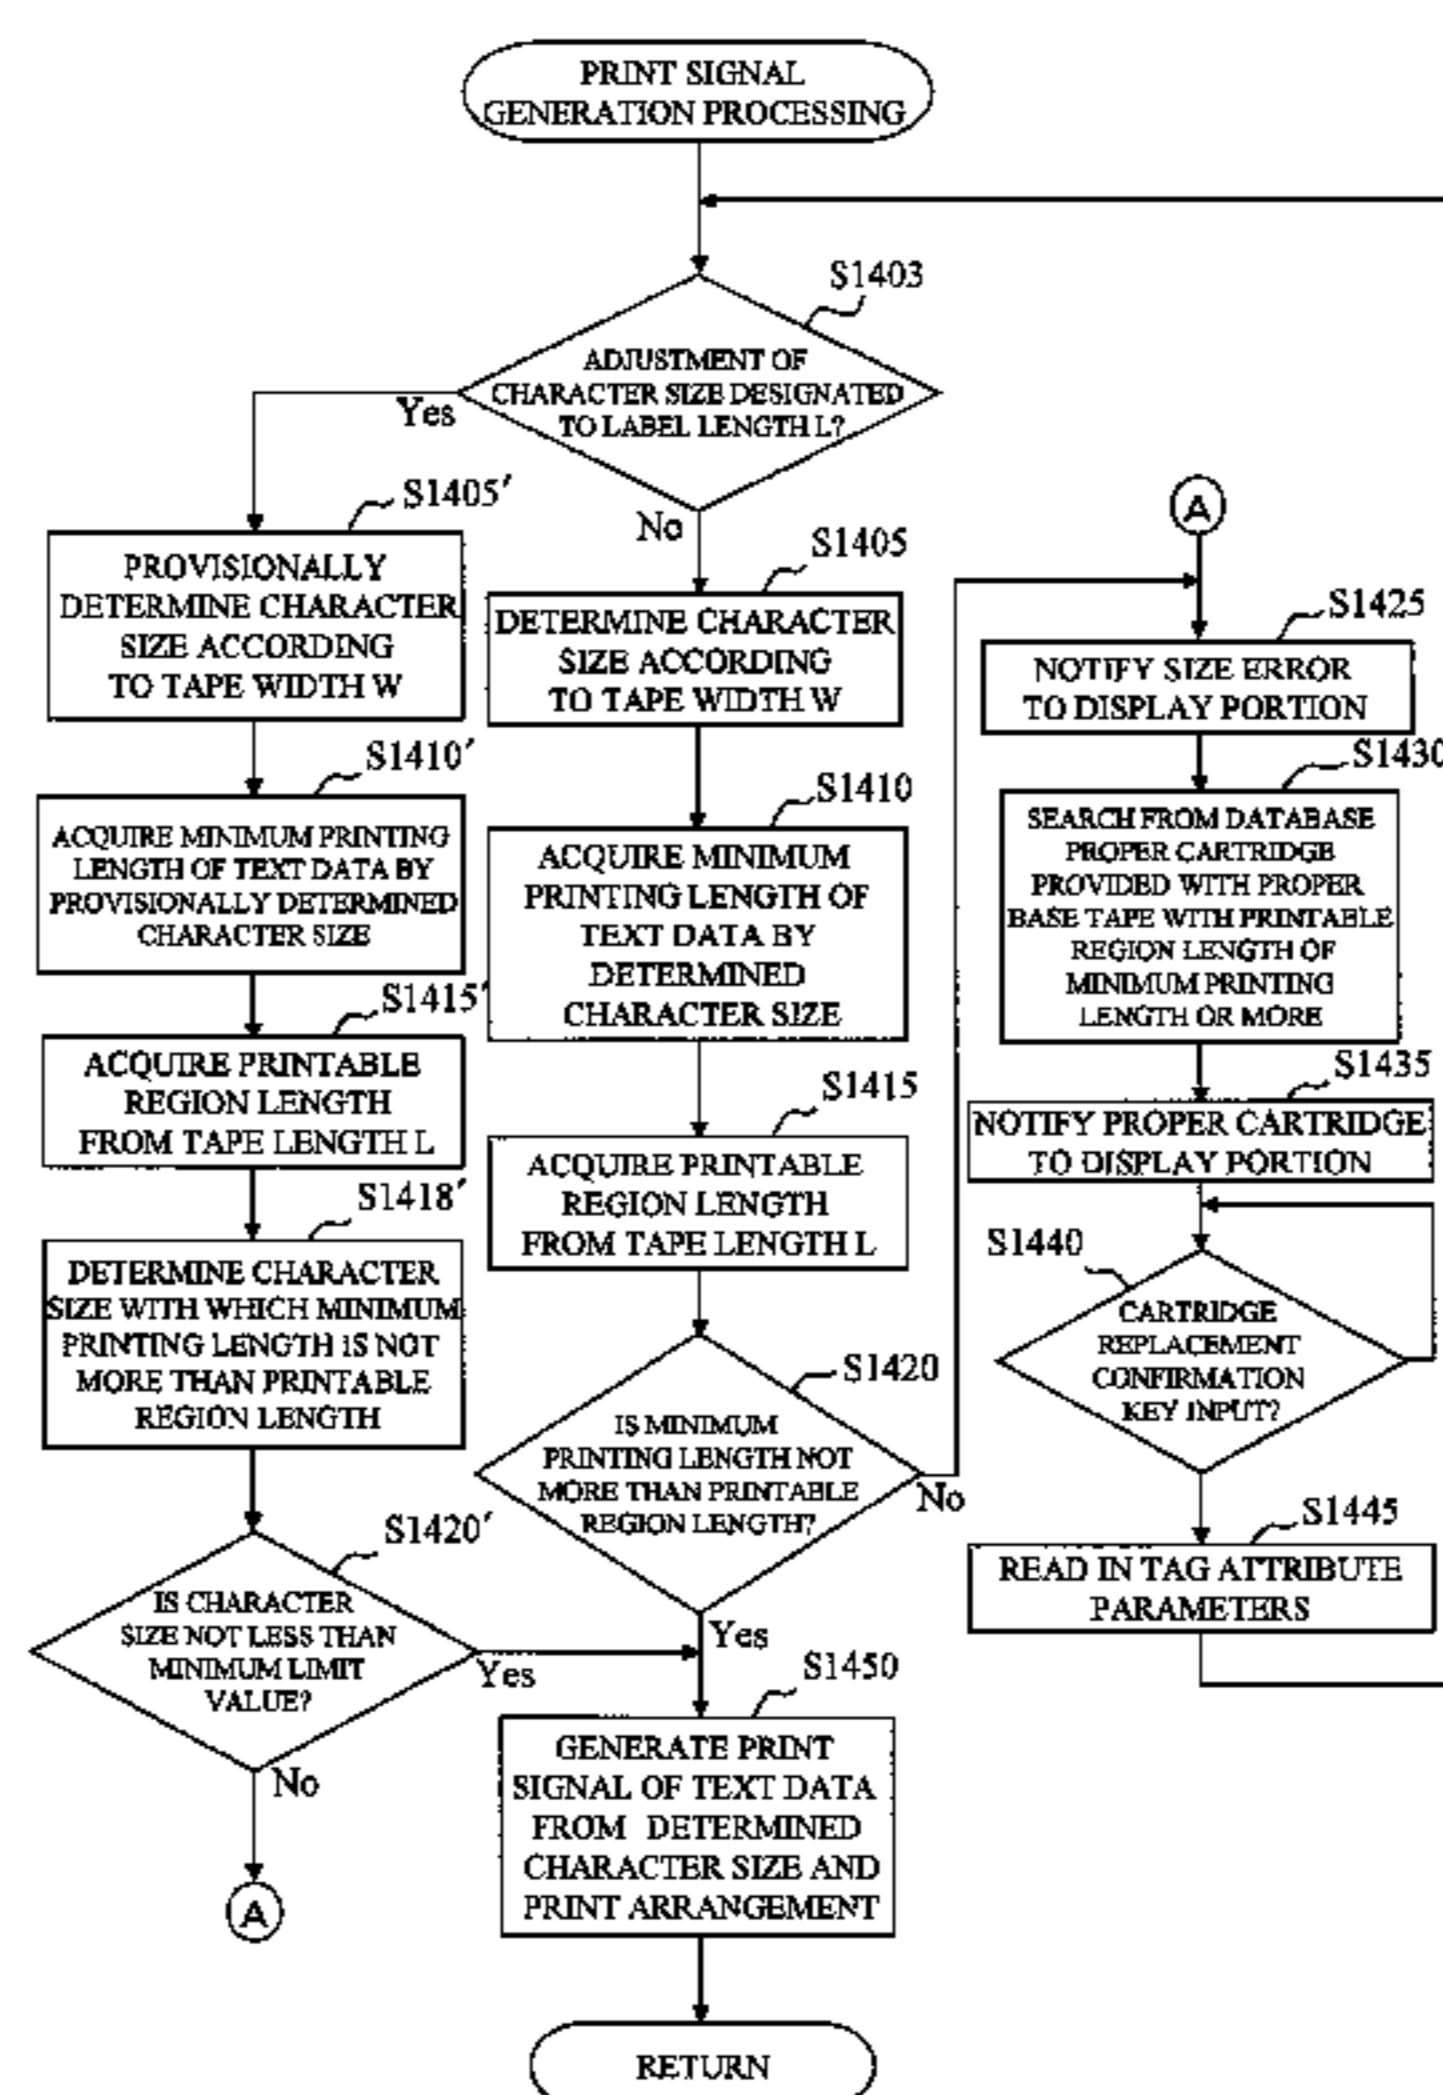 PRINT SIGNAL
GENERATION PROCESSING
S1403
ADJUSTMENT OF
CHARACTER SIZE DESIGNATED
TO LABEL LENGTH L?
Yes
No
S1405'
PROVISIONALLY
DETERMINE CHARACTER
SIZE ACCORDING
TO TAPE WIDTH W
S1410'
ACQUIRE MINIMUM PRINTING
LENGTH OF TEXT DATA BY
PROVISIONALLY DETERMINED
CHARACTER SIZE
S1415'
ACQUIRE PRINTABLE
REGION LENGTH
FROM TAPE LENGTH L
S1418'
DETERMINE CHARACTER
SIZE WITH WHICH MINIMUM
PRINTING LENGTH IS NOT
MORE THAN PRINTABLE
REGION LENGTH
S1420'
IS CHARACTER
SIZE NOT LESS THAN
MINIMUM LIMIT
VALUE?
Yes
No
A
S1405
DETERMINE CHARACTER
SIZE ACCORDING
TO TAPE WIDTH W
S1410
ACQUIRE MINIMUM
PRINTING LENGTH OF
TEXT DATA BY
DETERMINED
CHARACTER SIZE
S1415
ACQUIRE PRINTABLE
REGION LENGTH
FROM TAPE LENGTH L
S1420
IS MINIMUM
PRINTING LENGTH NOT
MORE THAN PRINTABLE
REGION LENGTH?
No
Yes
S1450
GENERATE PRINT
SIGNAL OF TEXT DATA
FROM DETERMINED
CHARACTER SIZE AND
PRINT ARRANGEMENT
RETURN
A
S1425
NOTIFY SIZE ERROR
TO DISPLAY PORTION
S1430
SEARCH FROM DATABASE
PROPER CARTRIDGE
PROVIDED WITH PROPER
BASE TAPE WITH PRINTABLE
REGION LENGTH OF
MINIMUM PRINTING
LENGTH OR MORE
S1435
NOTIFY PROPER CARTRIDGE
TO DISPLAY PORTION
S1440
CARTRIDGE
REPLACEMENT
CONFIRMATION
KEY INPUT?
S1445
READ IN TAG ATTRIBUTE
PARAMETERS